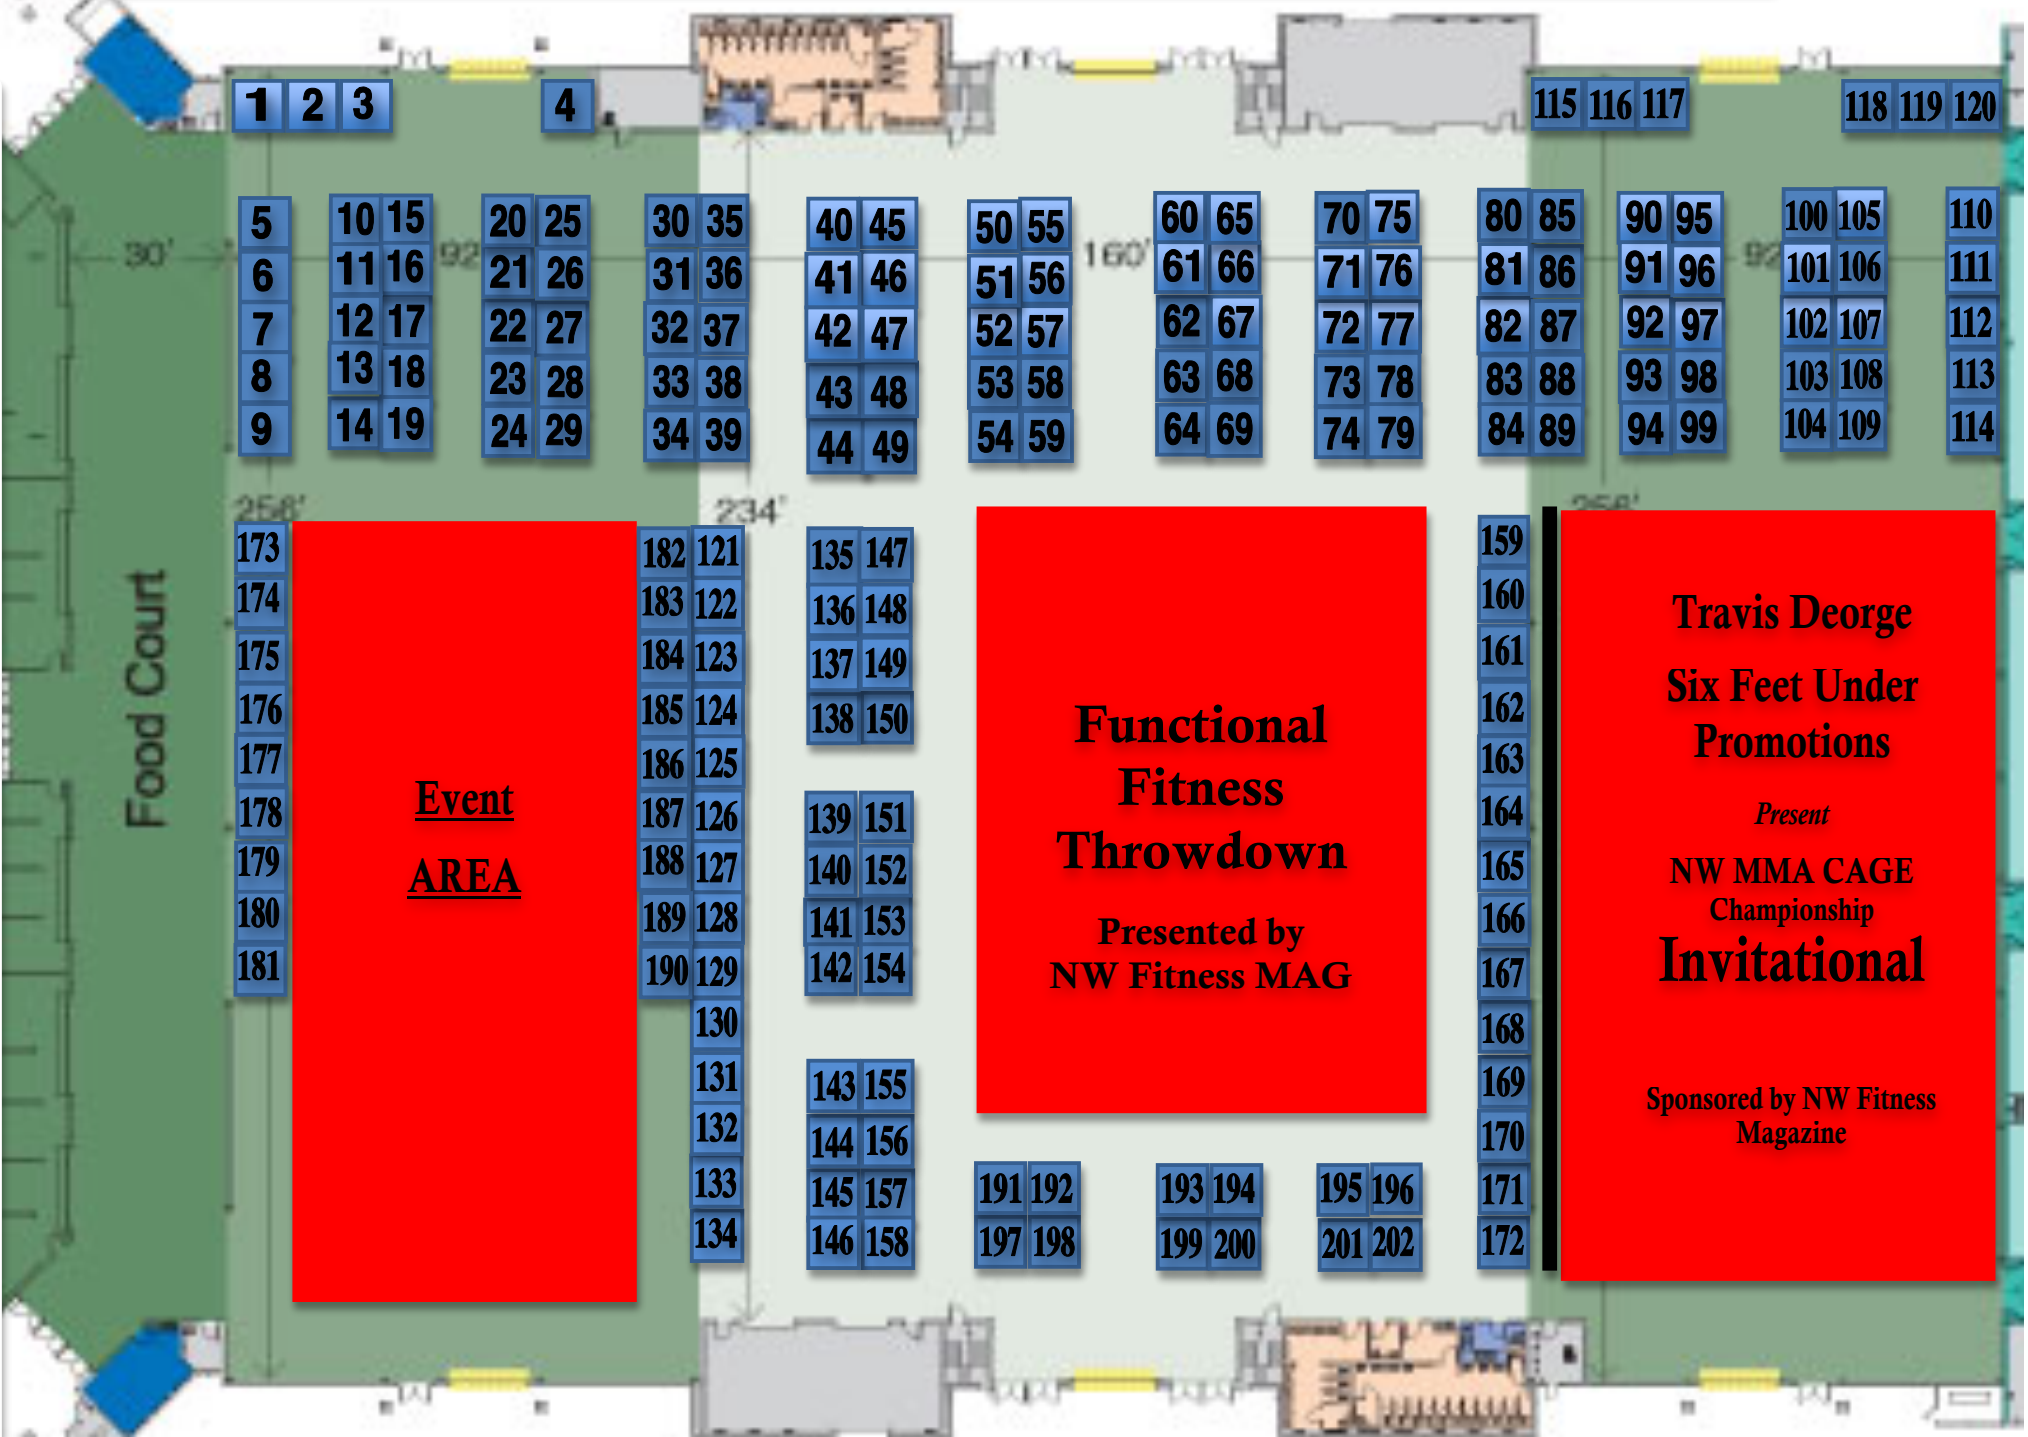 1 2 3 4 115 116 117 118 119 120
5 10 15 20 25 30 35 40 45 50 55 60 65 70 75 80 85 90 95 100 105 110
30' 92 160' 92
6 11 16 21 26 31 36 41 46 51 56 61 66 71 76 81 86 91 96 101 106 111
7 12 17 22 27 32 37 42 47 52 57 62 67 72 77 82 87 92 97 102 107 112
8 13 18 23 28 33 38 43 48 53 58 63 68 73 78 83 88 93 98 103 108 113
9 14 19 24 29 34 39 44 49 54 59 64 69 74 79 84 89 94 99 104 109 114
256' 234' 256'
Food Court
173
174
175
176
177
178
179
180
181
Event
AREA
182 121
183 122
184 123
185 124
186 125
187 126
188 127
189 128
190 129
130
131
132
133
134
135 147
136 148
137 149
138 150
139 151
140 152
141 153
142 154
143 155
144 156
145 157
146 158
Functional
Fitness
Throwdown
Presented by
NW Fitness MAG
191 192 193 194 195 196
197 198 199 200 201 202
159
160
161
162
163
164
165
166
167
168
169
170
171
172
Travis Deorge
Six Feet Under
Promotions
Present
NW MMA CAGE
Championship
Invitational
Sponsored by NW Fitness
Magazine